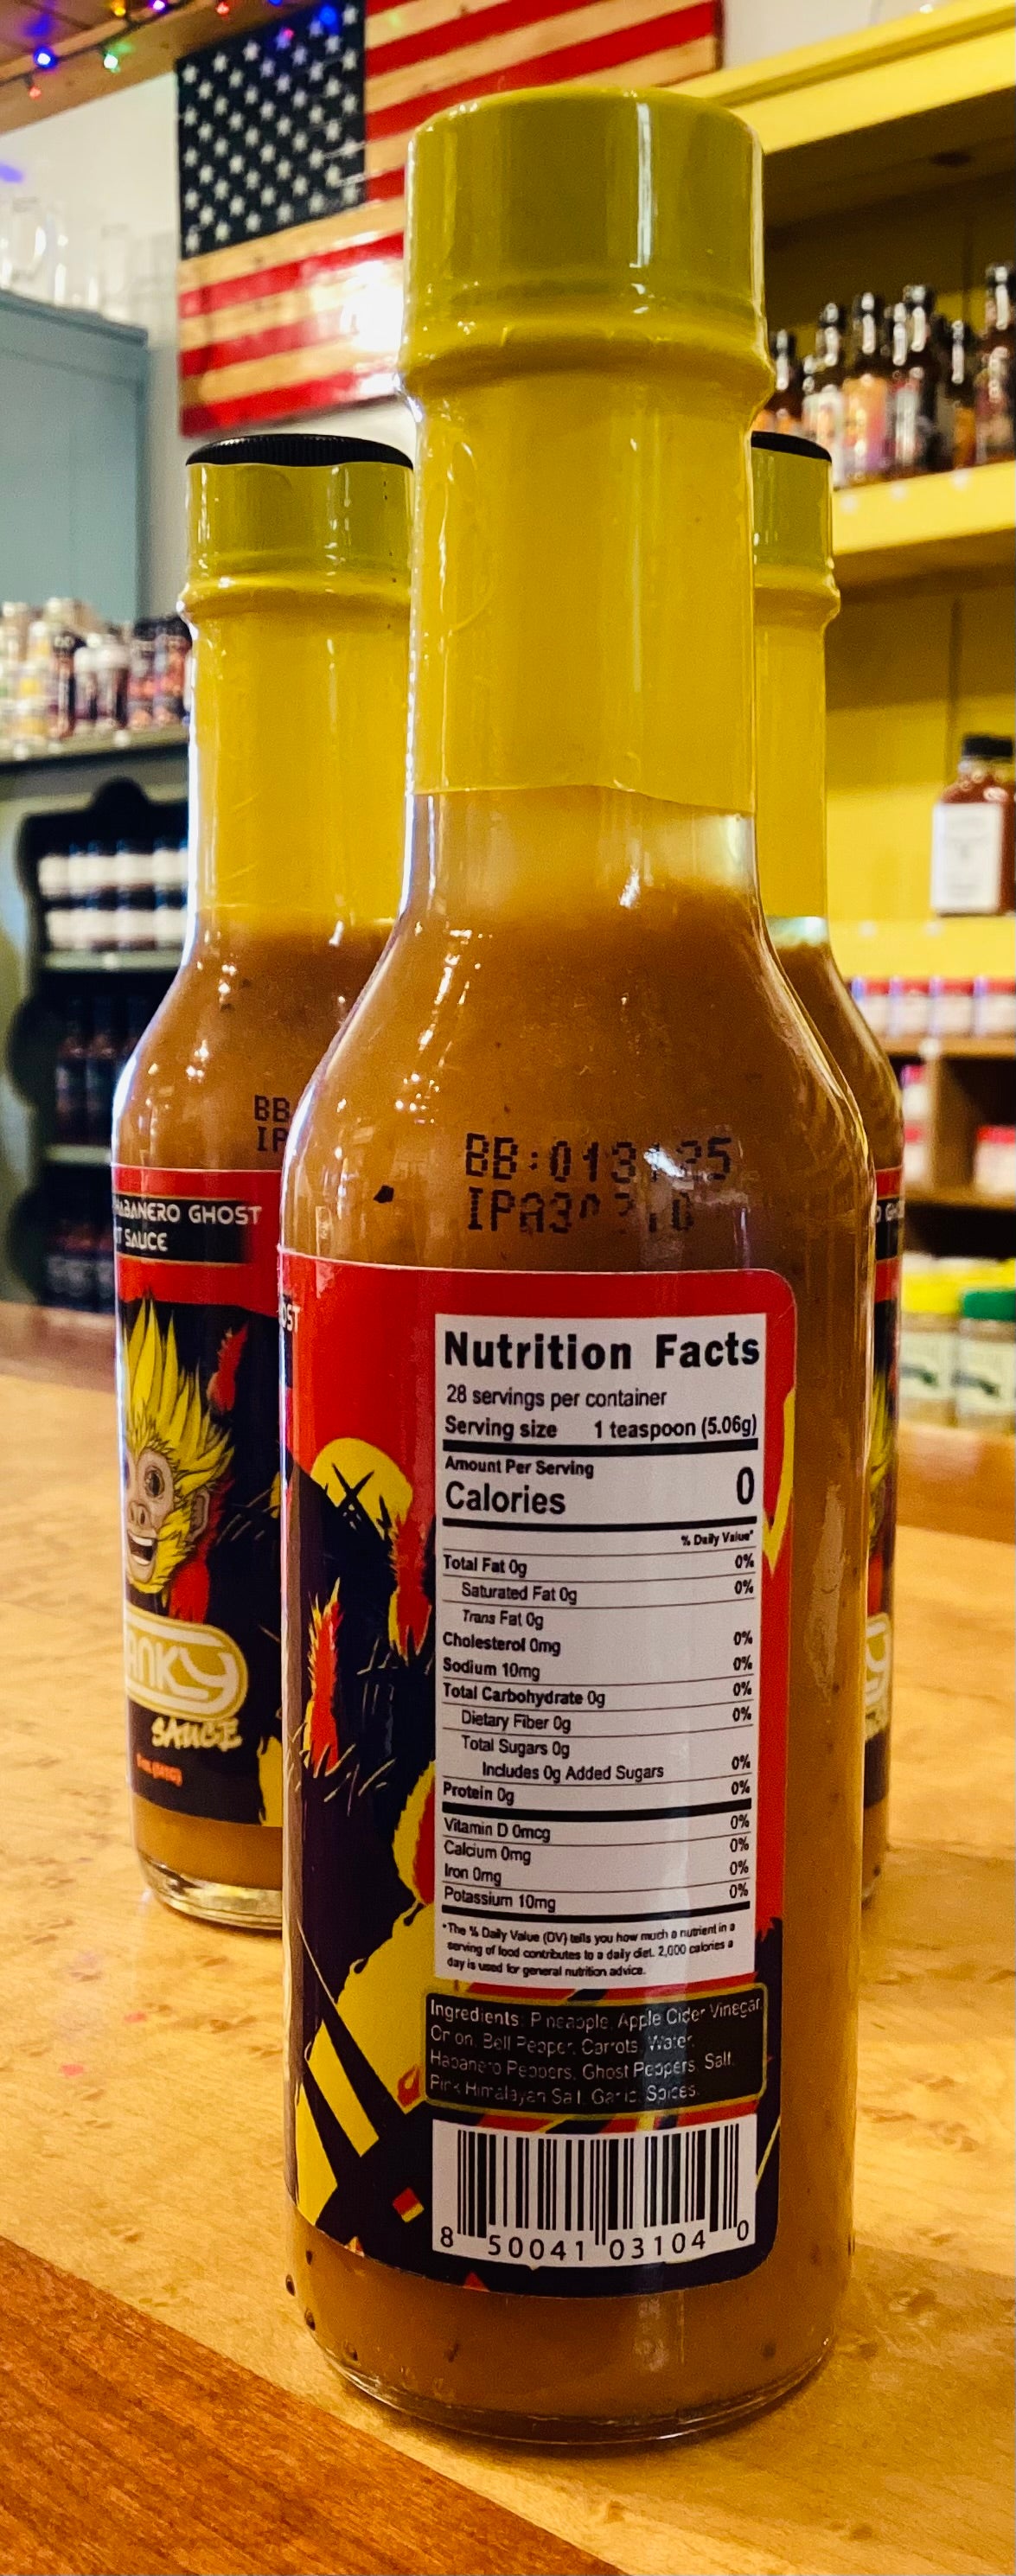 BB:013125
BB
IP
HABANERO GHOST
SAUCE
Nutrition Facts
28 servings per container
Serving size 1 teaspoon (5.06g)
Amount Per Serving
Calories 0
% Daily Value*
Total Fat 0g 0%
Saturated Fat 0g 0%
Trans Fat 0g
Cholesterol 0mg 0%
Sodium 10mg 0%
Total Carbohydrate 0g 0%
Dietary Fiber 0g 0%
Total Sugars 0g
Includes 0g Added Sugars 0%
Protein 0g 0%
Vitamin D 0mcg 0%
Calcium 0mg 0%
Iron 0mg 0%
Potassium 10mg 0%
*The % Daily Value (DV) tells you how much a nutrient in a
serving of food contributes to a daily diet. 2,000 calories a
day is used for general nutrition advice.
Ingredients: Pineapple, Apple Cider Vinegar,
Onion, Bell Pepper, Carrots, Water,
Habanero Peppers, Ghost Peppers, Salt,
Pink Himalayan Salt, Garlic, Spices.
8 50041 03104 0
ANKY
SAUCE